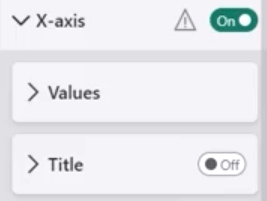 X-axis On
Values
Title Off